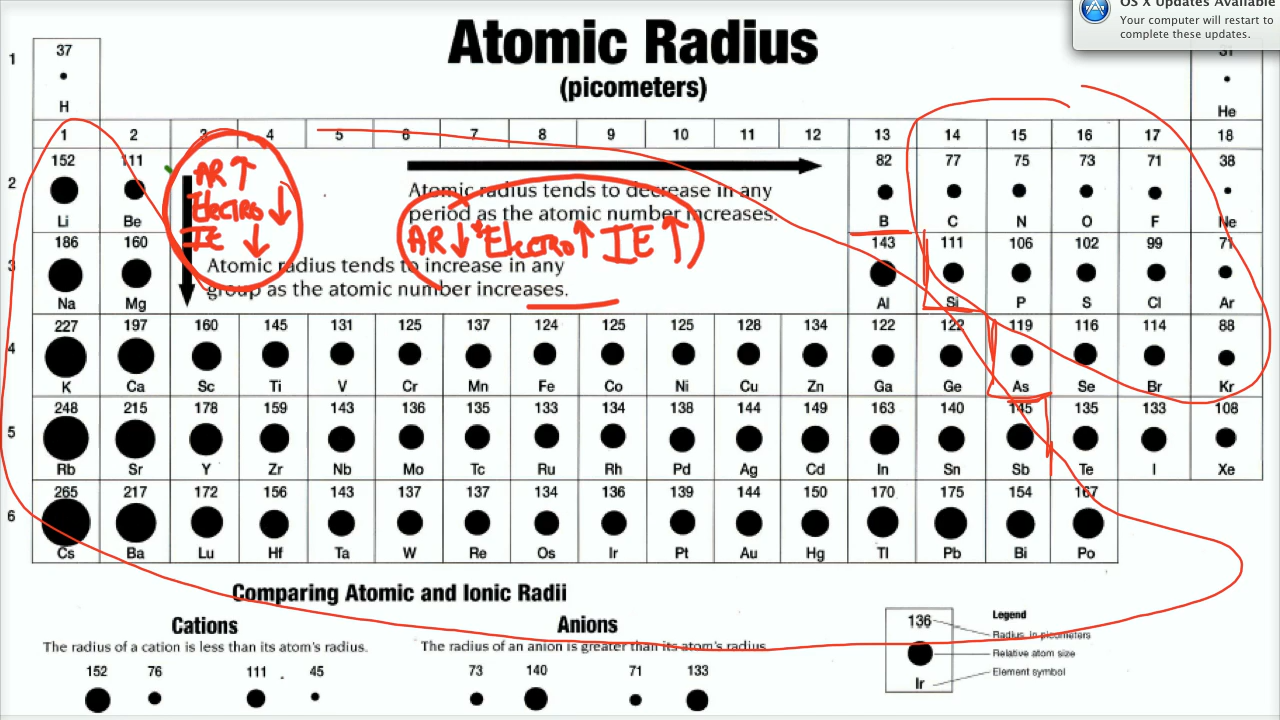 OS X Updates Available
Your computer will restart to
complete these updates.
Atomic Radius
(picometers)
1 37
H
He
1 2 3 4 5 6 7 8 9 10 11 12 13 14 15 16 17 18
2 152 111 82 77 75 73 71 38
Li Be B C N O F Ne
AR ↑
Electro ↓
IE ↓
Atomic radius tends to decrease in any
period as the atomic number increases.
AR ↓ Electro ↑ IE ↑
Atomic radius tends to increase in any
group as the atomic number increases.
3 186 160 143 111 106 102 99 71
Na Mg Al Si P S Cl Ar
4 227 197 160 145 131 125 137 124 125 125 128 134 122 122 119 116 114 88
K Ca Sc Ti V Cr Mn Fe Co Ni Cu Zn Ga Ge As Se Br Kr
5 248 215 178 159 143 136 135 133 134 138 144 149 163 140 145 135 133 108
Rb Sr Y Zr Nb Mo Tc Ru Rh Pd Ag Cd In Sn Sb Te I Xe
6 265 217 172 156 143 137 137 134 136 139 144 150 170 175 154 167
Cs Ba Lu Hf Ta W Re Os Ir Pt Au Hg Tl Pb Bi Po
Comparing Atomic and Ionic Radii
Cations
The radius of a cation is less than its atom's radius.
152 76 111 45
Anions
The radius of an anion is greater than its atom's radius.
73 140 71 133
Legend
136
Ir
Radius, in picometers
Relative atom size
Element symbol